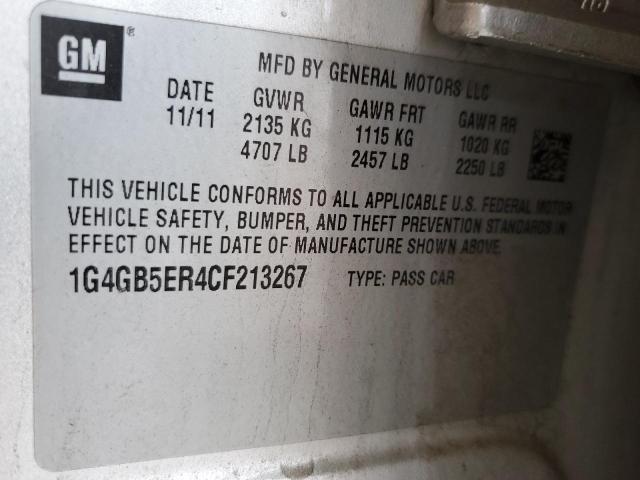 GM®
MFD BY GENERAL MOTORS LLC
DATE GVWR GAWR FRT GAWR RR
11/11 2135 KG 1115 KG 1020 KG
4707 LB 2457 LB 2250 LB
THIS VEHICLE CONFORMS TO ALL APPLICABLE U.S. FEDERAL MOTOR
VEHICLE SAFETY, BUMPER, AND THEFT PREVENTION STANDARDS IN
EFFECT ON THE DATE OF MANUFACTURE SHOWN ABOVE.
1G4GB5ER4CF213267 TYPE: PASS CAR